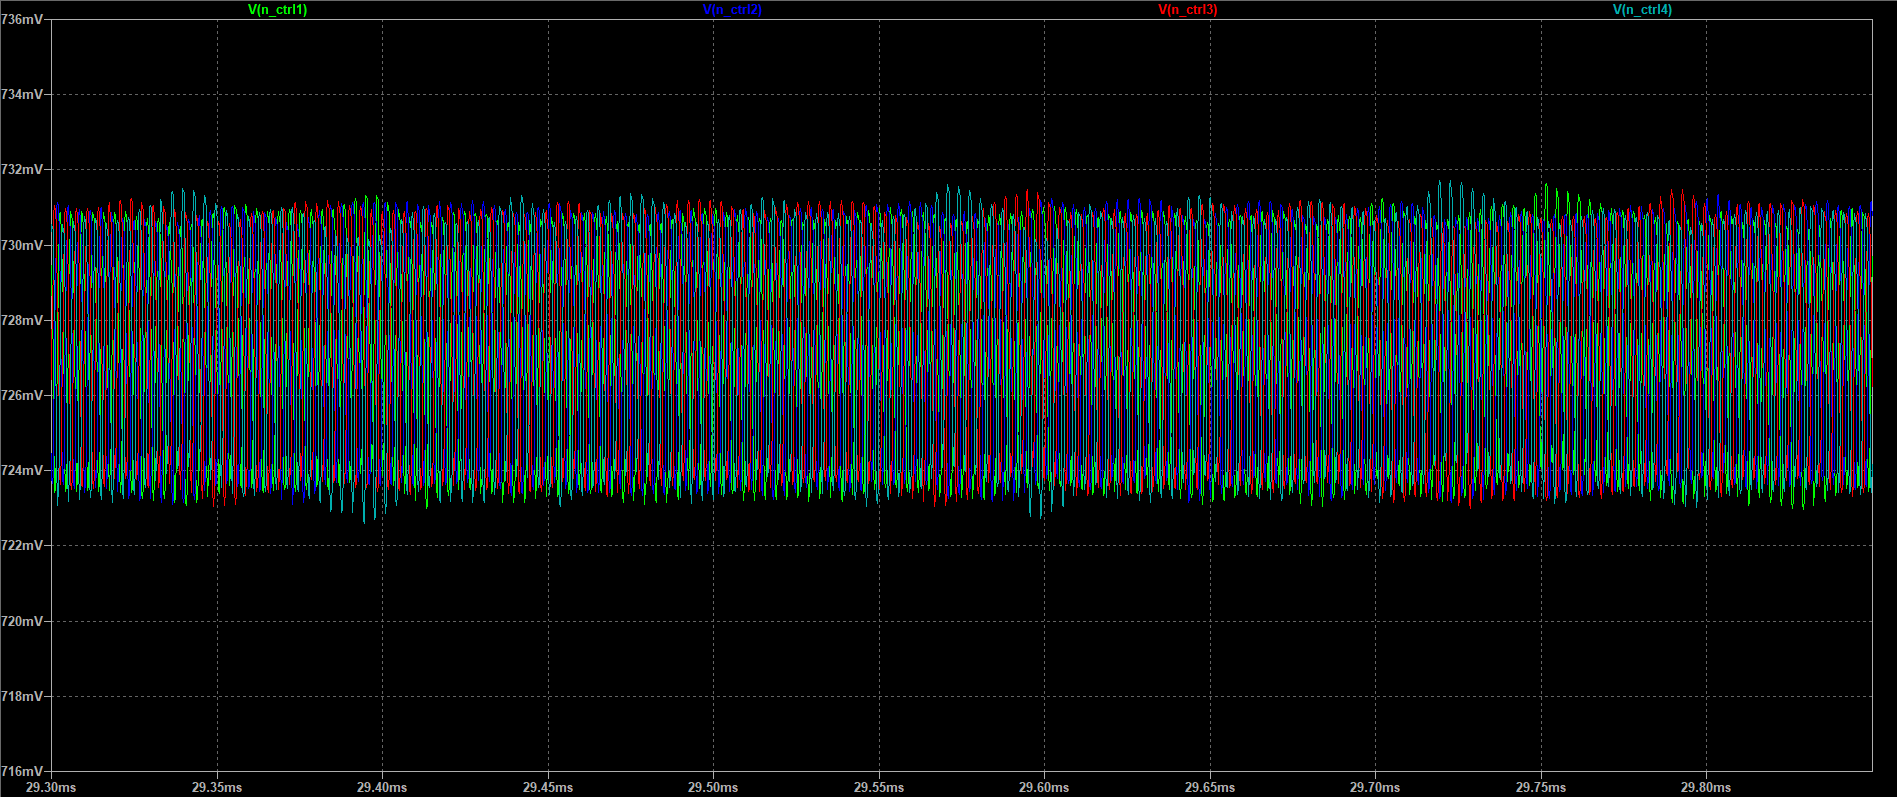 V(n_ctrl1) V(n_ctrl2) V(n_ctrl3) V(n_ctrl4)
736mV
734mV
732mV
730mV
728mV
726mV
724mV
722mV
720mV
718mV
716mV
29.30ms 29.35ms 29.40ms 29.45ms 29.50ms 29.55ms 29.60ms 29.65ms 29.70ms 29.75ms 29.80ms